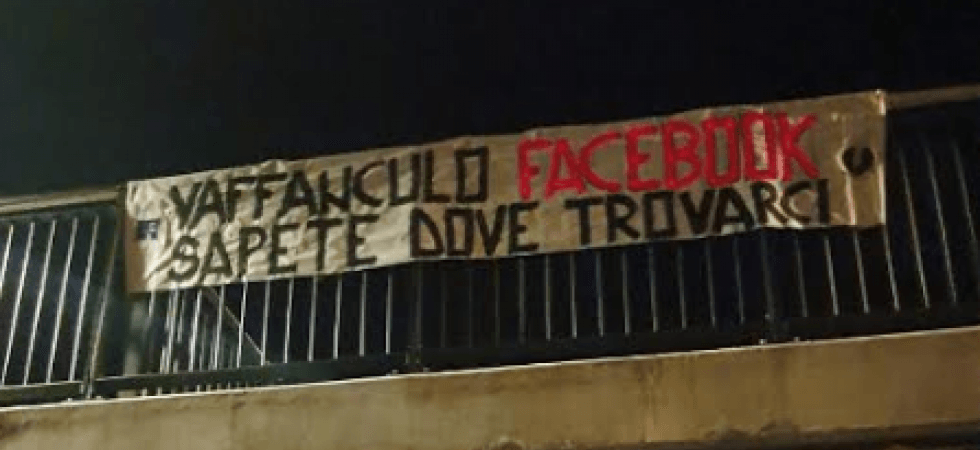 VAFFANCULO FACEBOOK
SAPETE DOVE TROVARCI